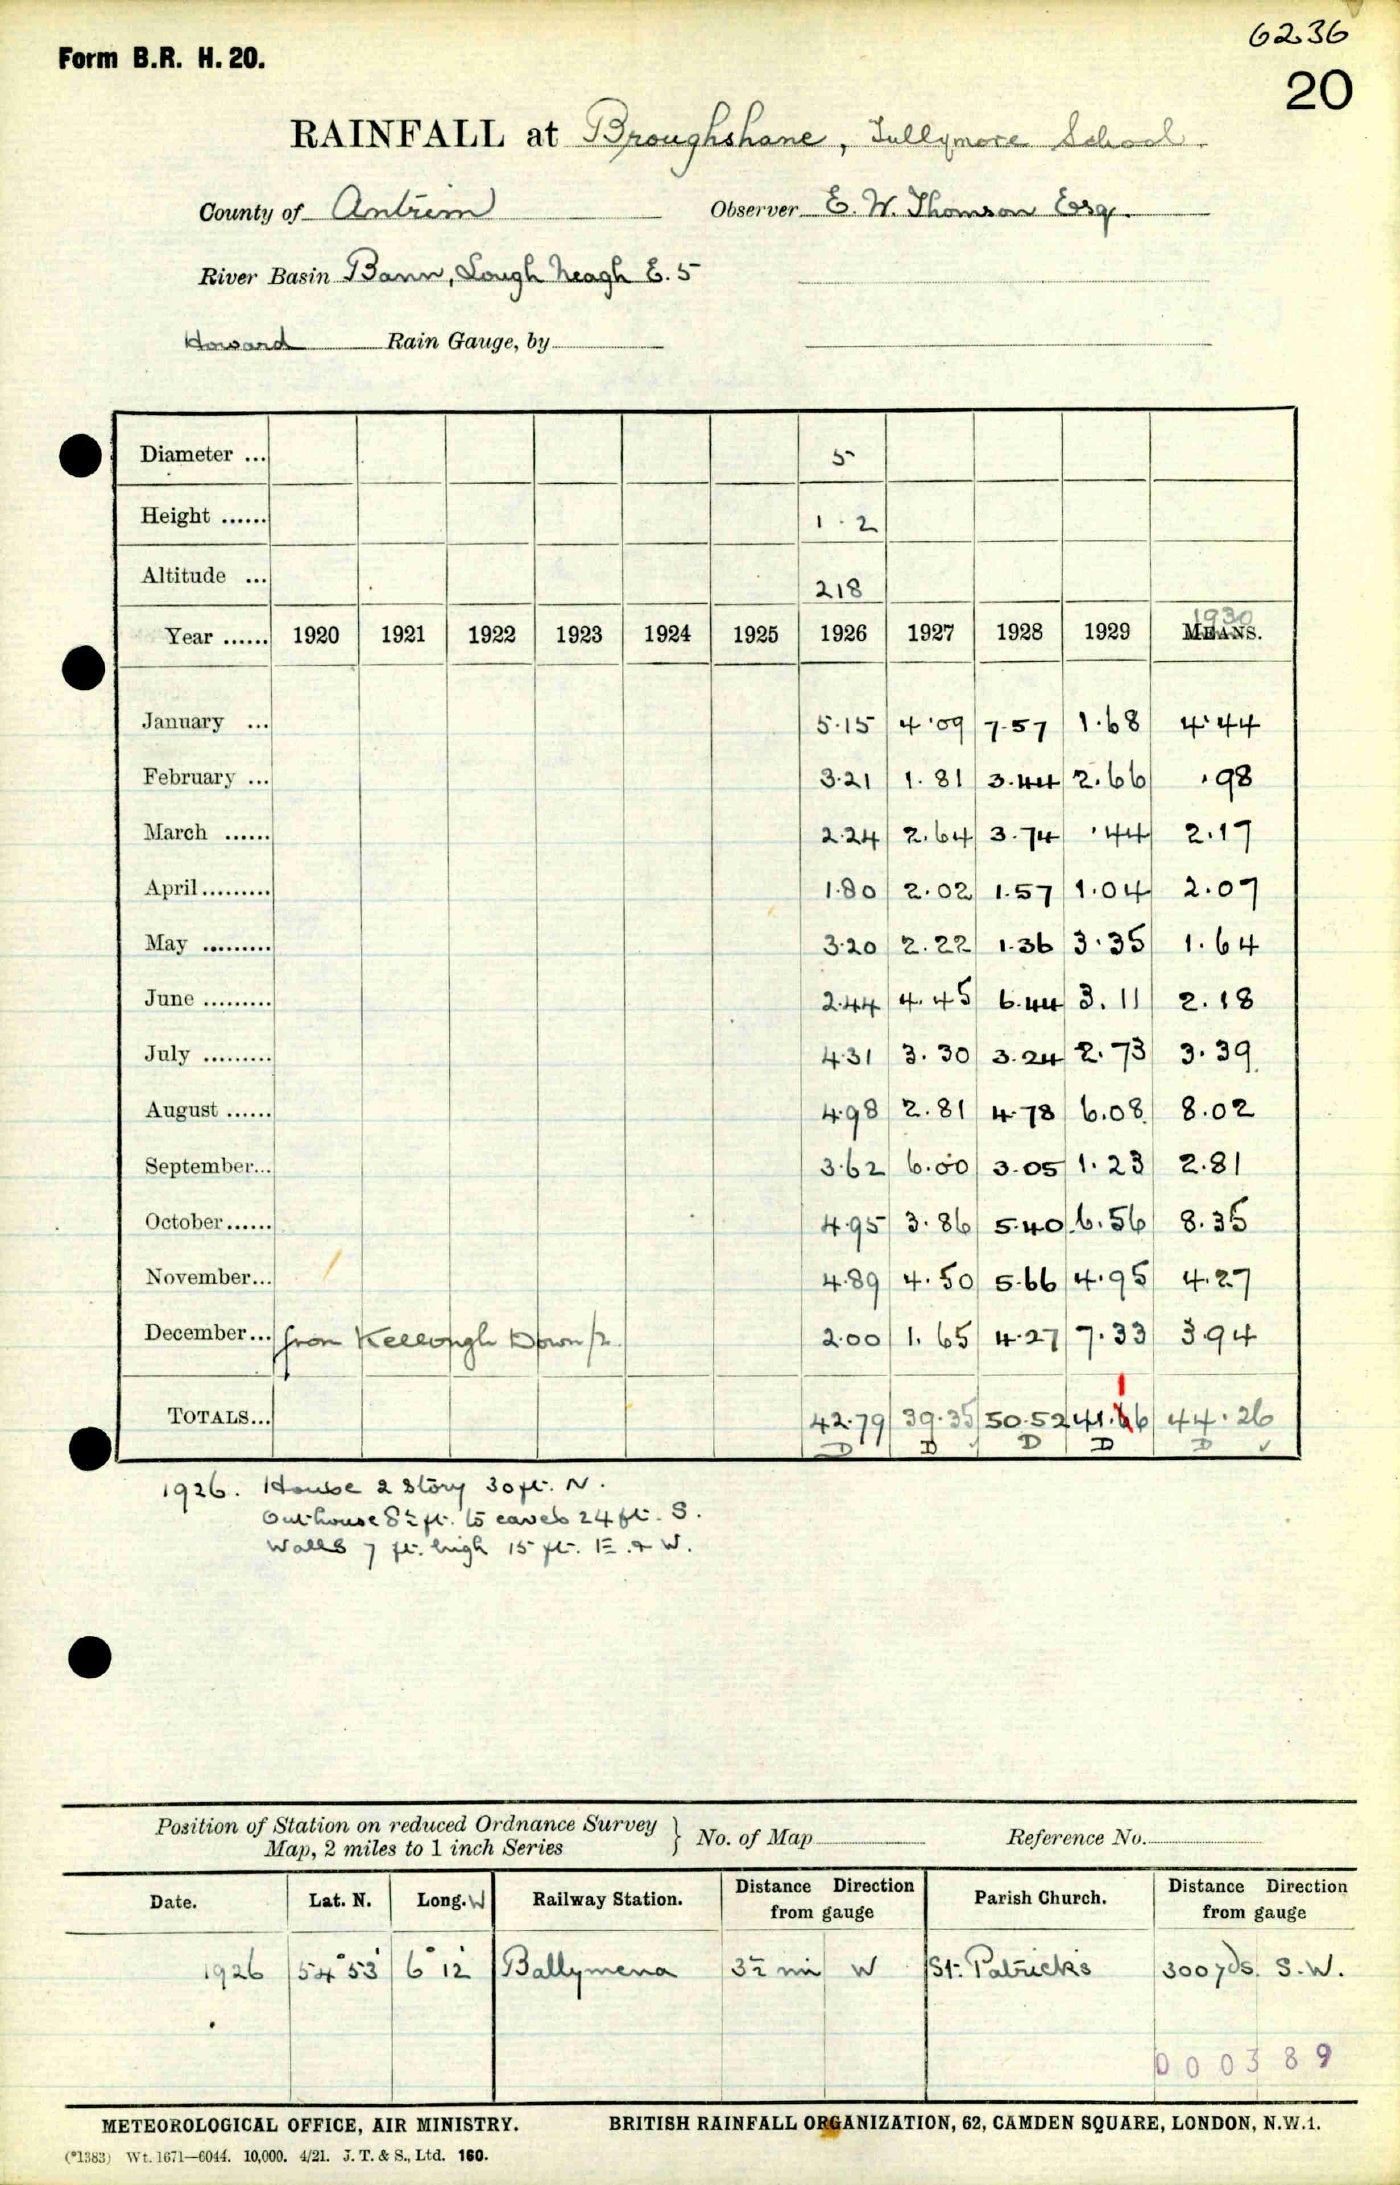 6236
Form B.R. H. 20.
20
RAINFALL at Broughshane, Tullymore School.
County of Antrim Observer E. W. Thomson Esq.
River Basin Bann, Lough Neagh E. 5
Howard Rain Gauge, by
Diameter ... 5
Height ...... 1 . 2
Altitude ... 218
1930
Year ...... 1920 1921 1922 1923 1924 1925 1926 1927 1928 1929 MEANS.
January ... 5.15 4.09 7.57 1.68 4.44
February ... 3.21 1.81 3.44 2.66 .98
March ...... 2.24 2.64 3.74 .44 2.17
April ......... 1.80 2.02 1.57 1.04 2.07
May ......... 3.20 2.22 1.36 3.35 1.64
June ......... 2.44 4.45 6.44 3.11 2.18
July ......... 4.31 3.30 3.24 2.73 3.39
August ...... 4.98 2.81 4.78 6.08 8.02
September... 3.62 6.00 3.05 1.23 2.81
October ...... 4.95 3.86 5.40 6.56 8.35
November... 4.89 4.50 5.66 4.95 4.27
December... from Down/2 2.00 1.65 4.27 7.33 3.94
1
TOTALS... 42.79 39.35 50.52 41.66 44.26
D D ✓ D D D ✓
1926. House 2 Story 30 ft. N.
Outhouse 8½ ft. to eaves 24 ft. S.
Walls 7 ft. high 15 ft. E. & W.
Position of Station on reduced Ordnance Survey
Map, 2 miles to 1 inch Series } No. of Map Reference No.
Date. Lat. N. Long. W Railway Station. Distance Direction from gauge Parish Church. Distance Direction from gauge
1926 54° 53' 6° 12' Ballymena 3½ mi W St. Patricks 300 yds. S.W.
000389
METEOROLOGICAL OFFICE, AIR MINISTRY. BRITISH RAINFALL ORGANIZATION, 62, CAMDEN SQUARE, LONDON, N.W.1.
(*1383) Wt. 1671—6044. 10,000. 4/21. J. T. & S., Ltd. 160.